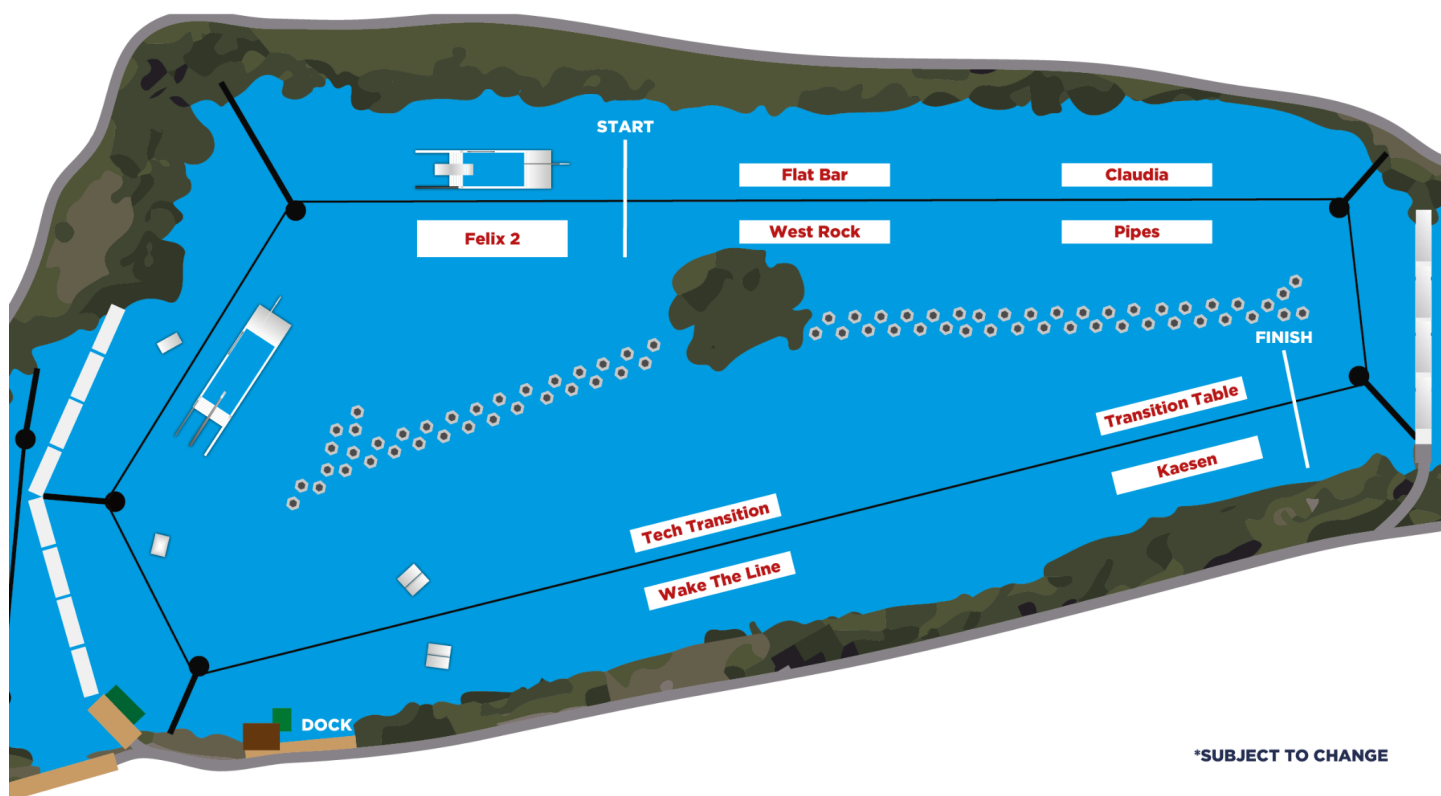 START
Flat Bar
Claudia
Felix 2
West Rock
Pipes
FINISH
Transition Table
Kaesen
Tech Transition
Wake The Line
DOCK
*SUBJECT TO CHANGE